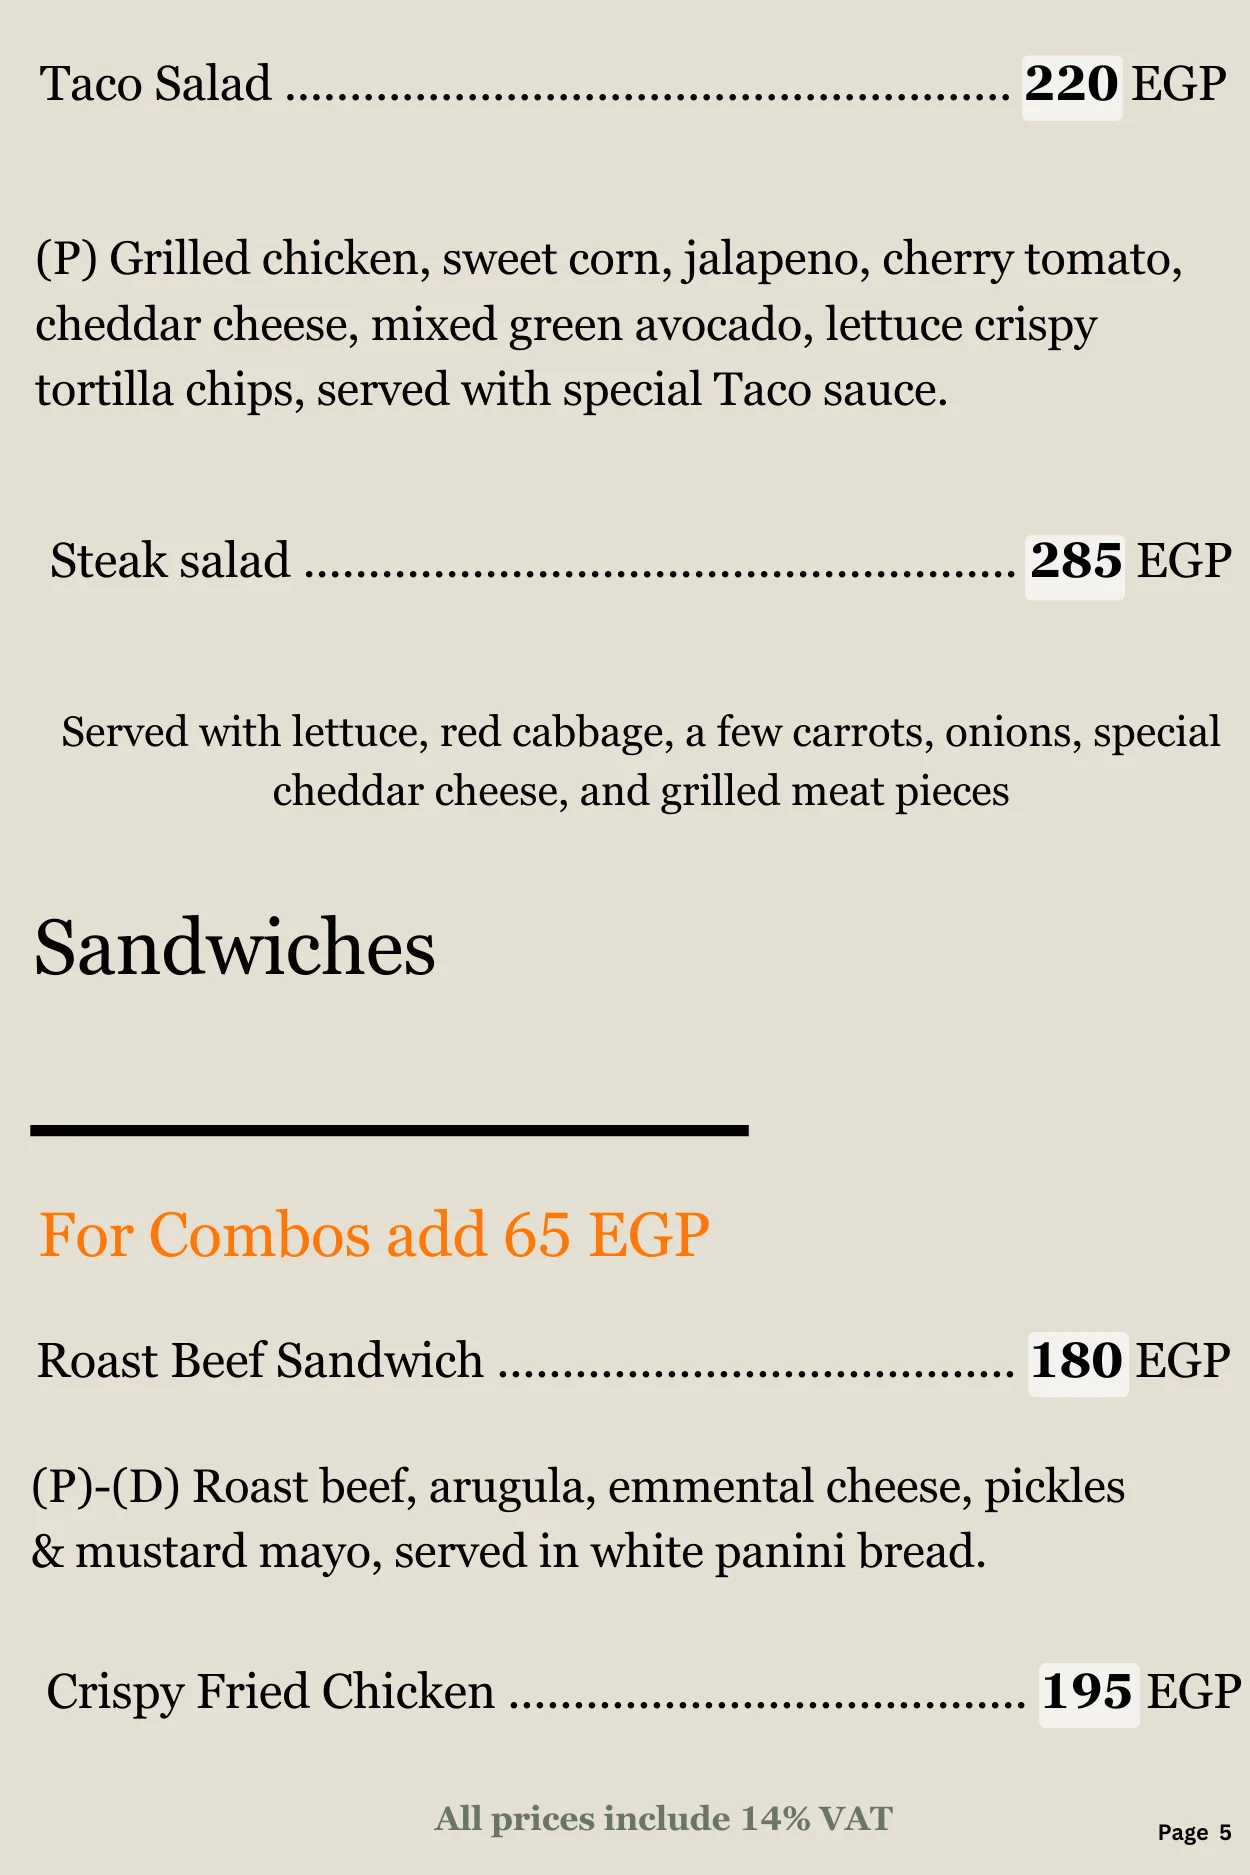 Taco Salad ........................................................ 220 EGP
(P) Grilled chicken, sweet corn, jalapeno, cherry tomato,
cheddar cheese, mixed green avocado, lettuce crispy
tortilla chips, served with special Taco sauce.
Steak salad ....................................................... 285 EGP
Served with lettuce, red cabbage, a few carrots, onions, special
cheddar cheese, and grilled meat pieces
Sandwiches
For Combos add 65 EGP
Roast Beef Sandwich ........................................ 180 EGP
(P)-(D) Roast beef, arugula, emmental cheese, pickles
& mustard mayo, served in white panini bread.
Crispy Fried Chicken ........................................ 195 EGP
All prices include 14% VAT
Page 5